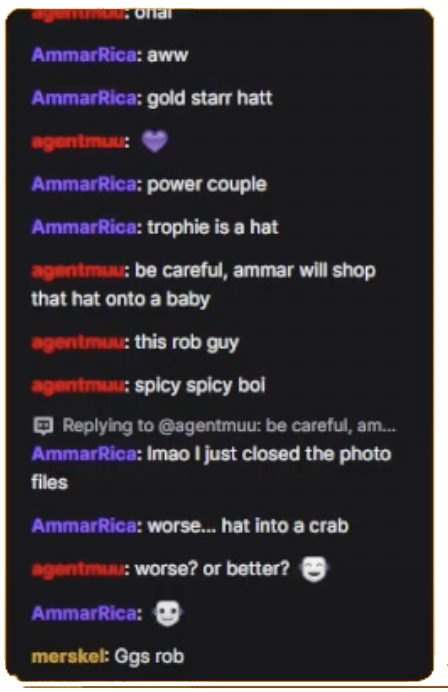 agentmuu: ohai
AmmarRica: aww
AmmarRica: gold starr hatt
agentmuu:
AmmarRica: power couple
AmmarRica: trophie is a hat
agentmuu: be careful, ammar will shop
that hat onto a baby
agentmuu: this rob guy
agentmuu: spicy spicy boi
Replying to @agentmuu: be careful, am...
AmmarRica: lmao I just closed the photo
files
AmmarRica: worse... hat into a crab
agentmuu: worse? or better?
AmmarRica:
merskel: Ggs rob